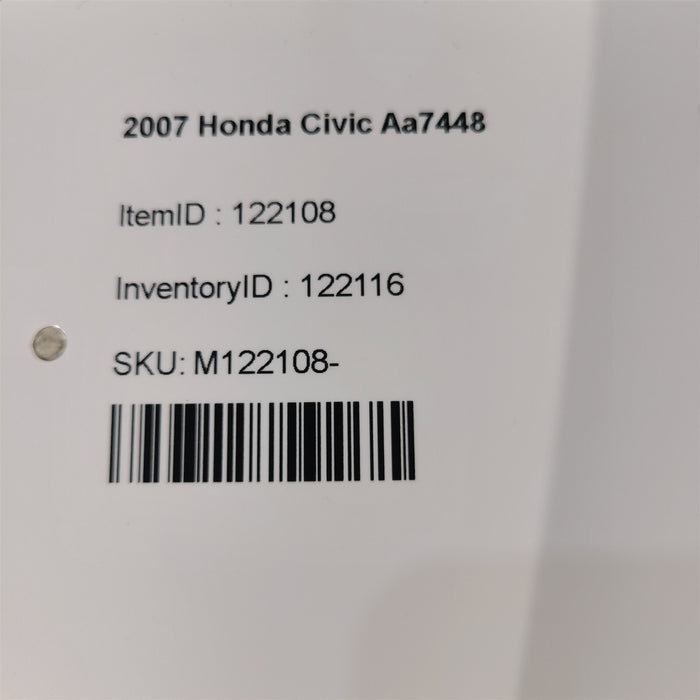 2007 Honda Civic Aa7448
ItemID : 122108
InventoryID : 122116
SKU: M122108-